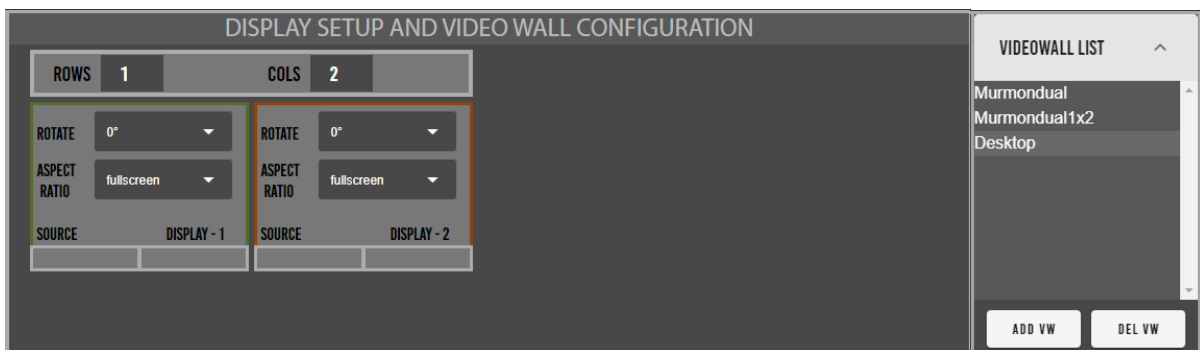 DISPLAY SETUP AND VIDEO WALL CONFIGURATION
ROWS 1 COLS 2
ROTATE 0°
ASPECT RATIO fullscreen
SOURCE DISPLAY - 1
ROTATE 0°
ASPECT RATIO fullscreen
SOURCE DISPLAY - 2
VIDEOWALL LIST
Murmondual
Murmondual1x2
Desktop
ADD VW DEL VW